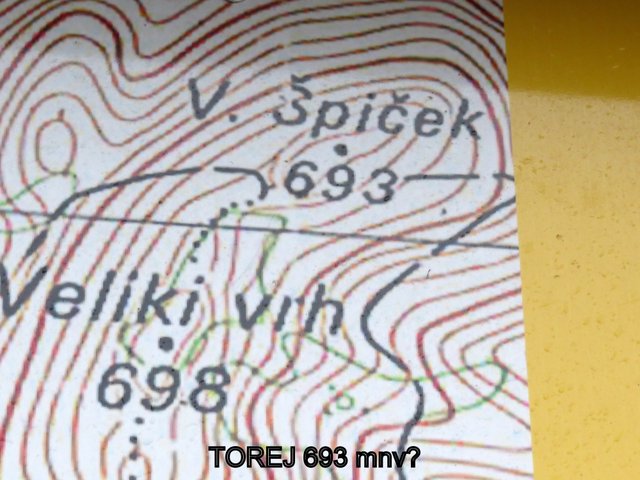 V. Špiček
693
Veliki vrh
698
TOREJ 693 mnv?